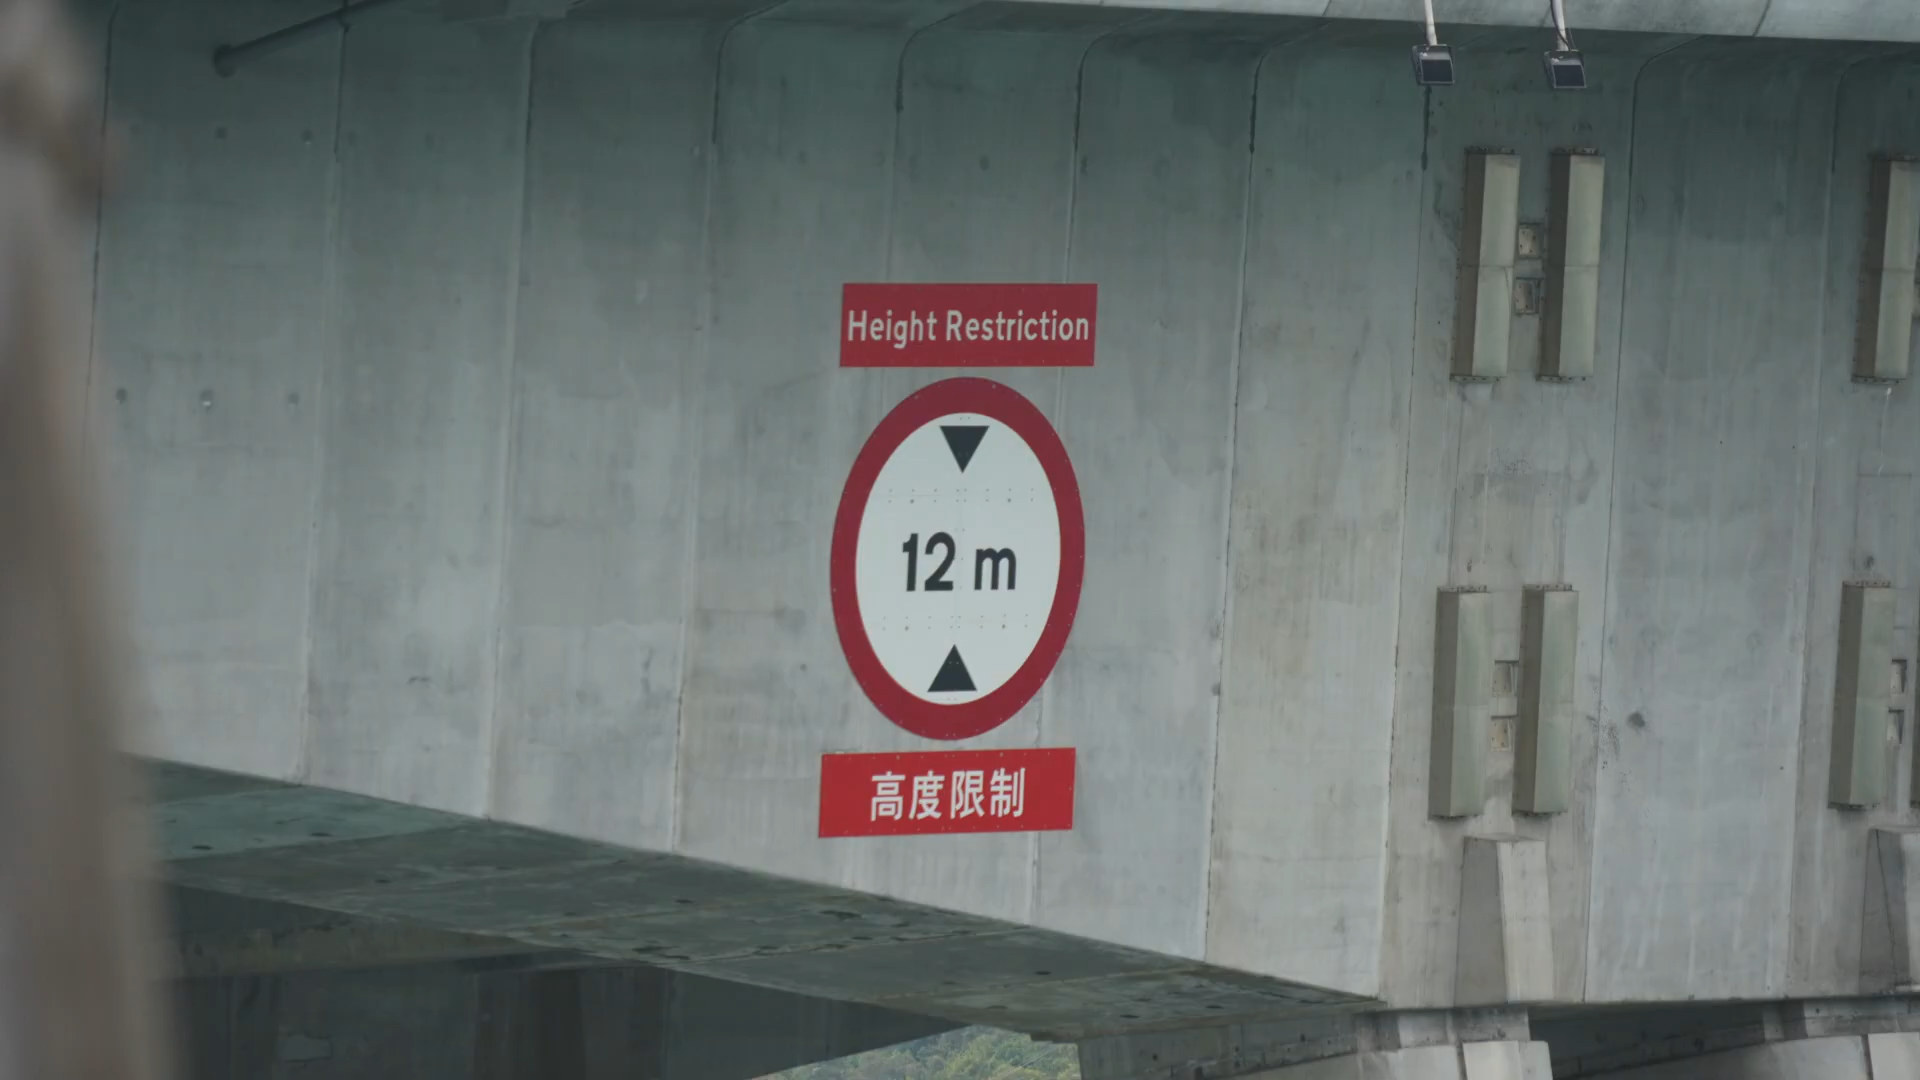 Height Restriction
12 m
高度限制